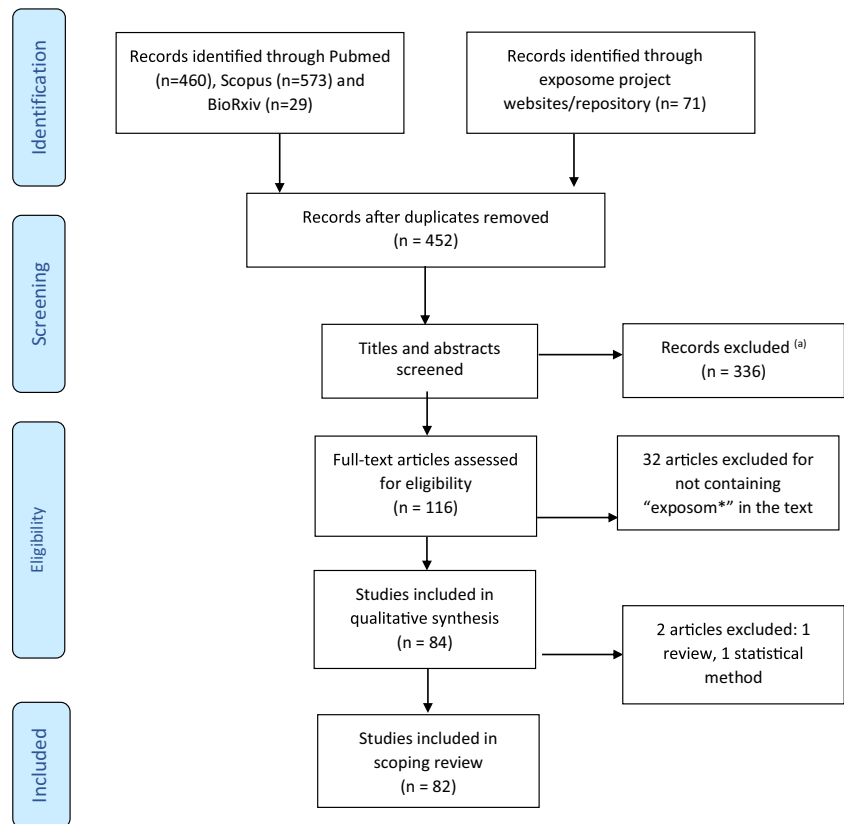 Identification
Records identified through Pubmed
(n=460), Scopus (n=573) and
BioRxiv (n=29)
Records identified through
exposome project
websites/repository (n= 71)
Records after duplicates removed
(n = 452)
Screening
Titles and abstracts
screened
Records excluded (a)
(n = 336)
Eligibility
Full-text articles assessed
for eligibility
(n = 116)
32 articles excluded for
not containing
“exposom*” in the text
Studies included in
qualitative synthesis
(n = 84)
2 articles excluded: 1
review, 1 statistical
method
Included
Studies included in
scoping review
(n = 82)